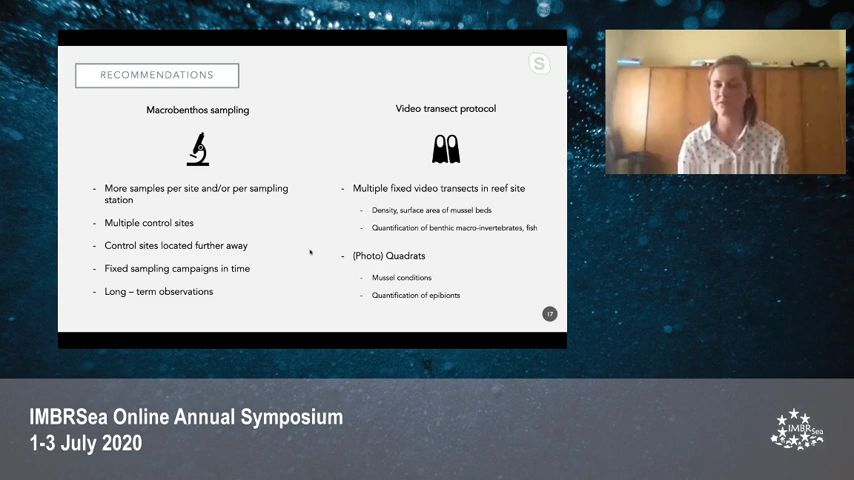 RECOMMENDATIONS
S
Macrobenthos sampling
- More samples per site and/or per sampling
station
- Multiple control sites
- Control sites located further away
- Fixed sampling campaigns in time
- Long – term observations
Video transect protocol
- Multiple fixed video transects in reef site
- Density, surface area of mussel beds
- Quantification of benthic macro-invertebrates, fish
- (Photo) Quadrats
- Mussel conditions
- Quantification of epibionts
17
IMBRSea Online Annual Symposium
1-3 July 2020
IMBRSea